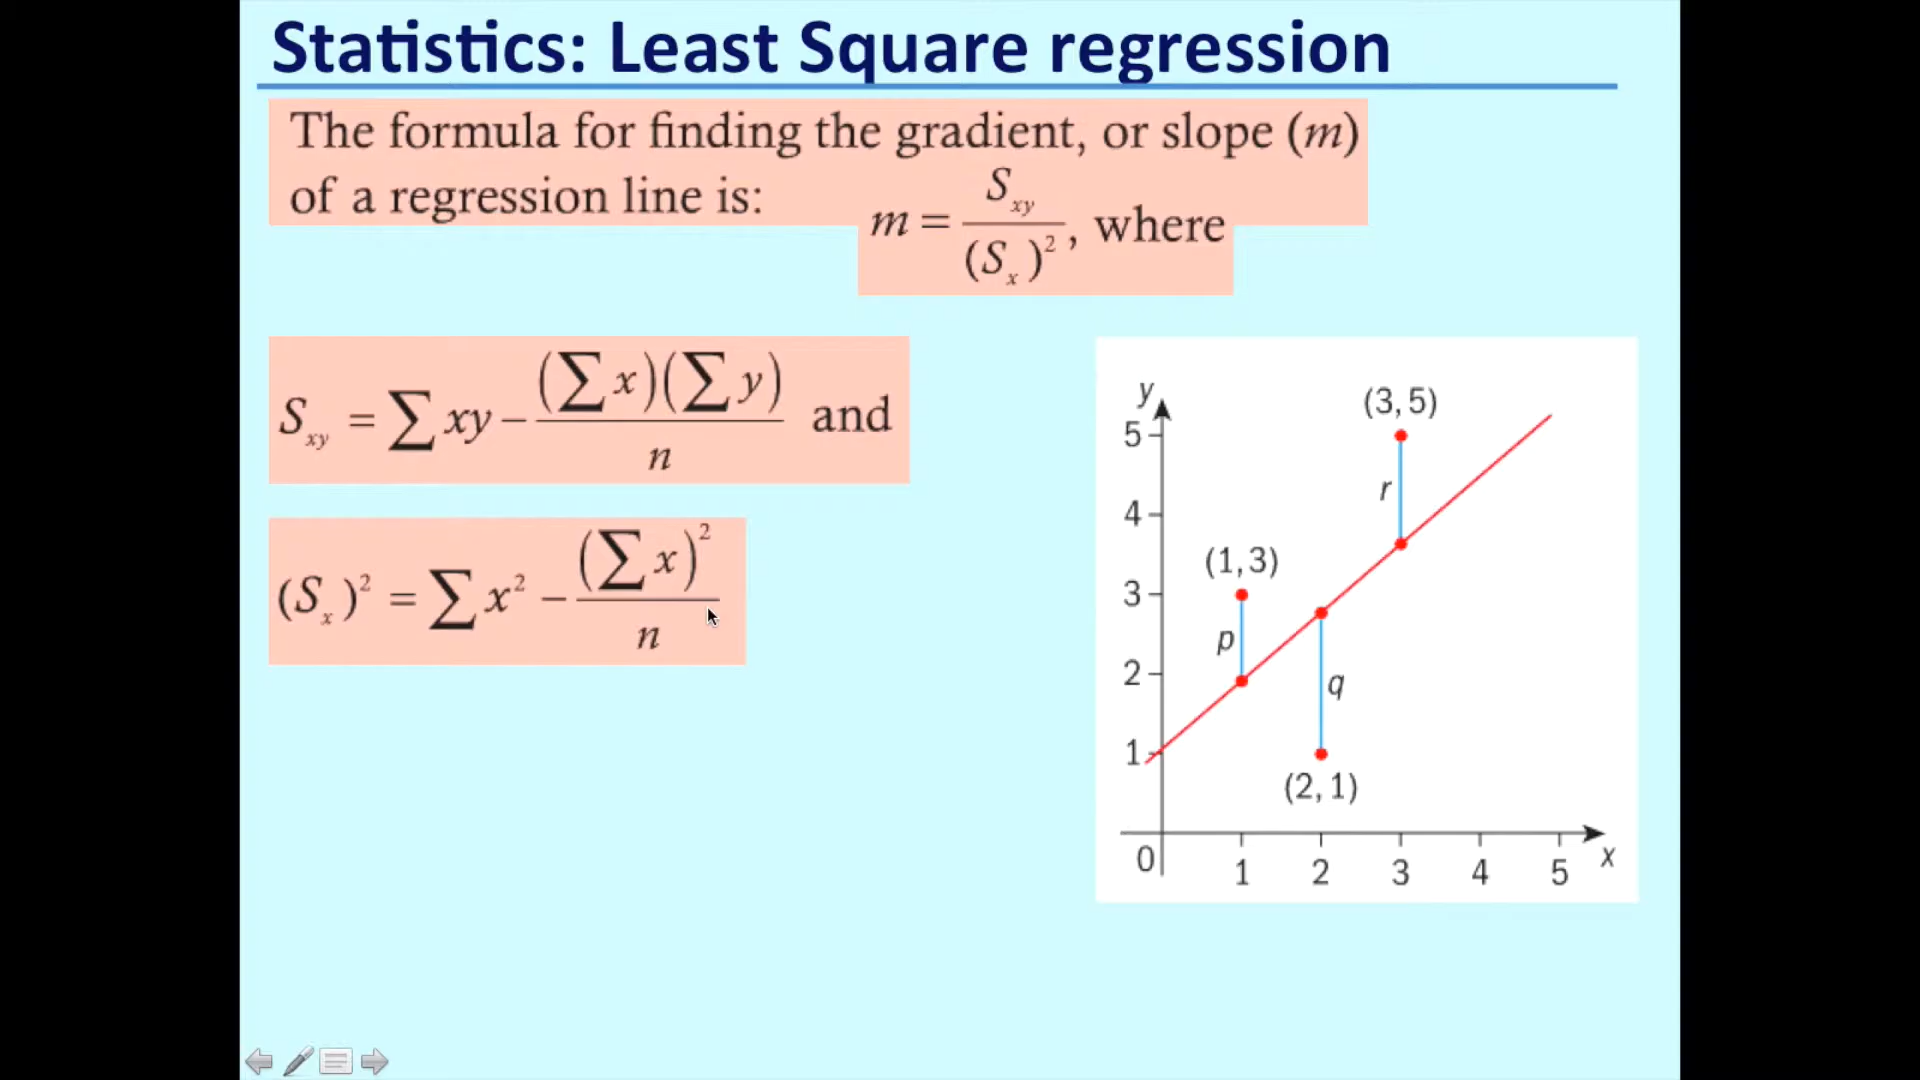 Statistics: Least Square regression
The formula for finding the gradient, or slope (m)
of a regression line is:
m = S_xy / (S_x)², where
S_xy = ∑xy − (∑x)(∑y) / n and
(S_x)² = ∑x² − (∑x)² / n
y
5
4
3
2
1
0
1 2 3 4 5
x
(3, 5)
r
(1, 3)
p
q
(2, 1)